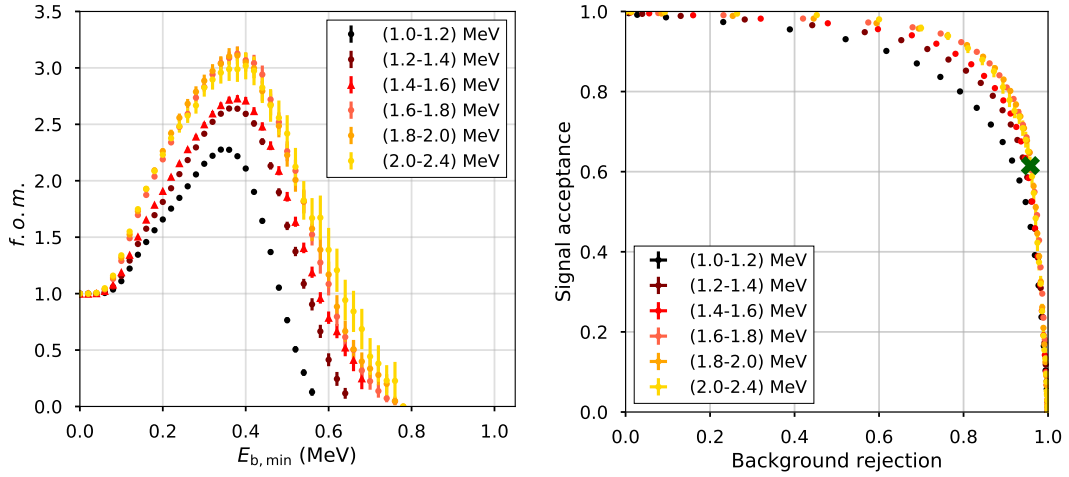 3.5
3.0
2.5
2.0
1.5
1.0
0.5
0.0
f.o.m.
0.0 0.2 0.4 0.6 0.8 1.0
E_b, min (MeV)
(1.0-1.2) MeV
(1.2-1.4) MeV
(1.4-1.6) MeV
(1.6-1.8) MeV
(1.8-2.0) MeV
(2.0-2.4) MeV
1.0
0.8
0.6
0.4
0.2
0.0
Signal acceptance
0.0 0.2 0.4 0.6 0.8 1.0
Background rejection
(1.0-1.2) MeV
(1.2-1.4) MeV
(1.4-1.6) MeV
(1.6-1.8) MeV
(1.8-2.0) MeV
(2.0-2.4) MeV